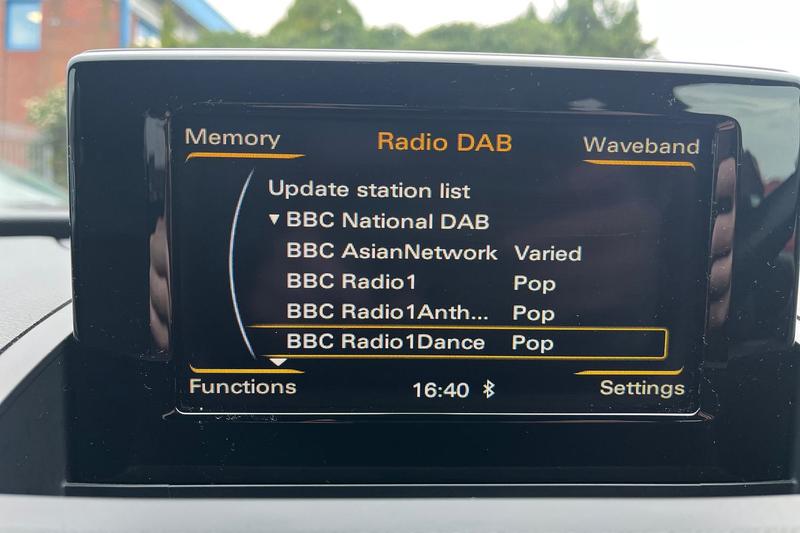 Memory Radio DAB Waveband
Update station list
BBC National DAB
BBC AsianNetwork Varied
BBC Radio1 Pop
BBC Radio1Anth... Pop
BBC Radio1Dance Pop
Functions 16:40 Settings